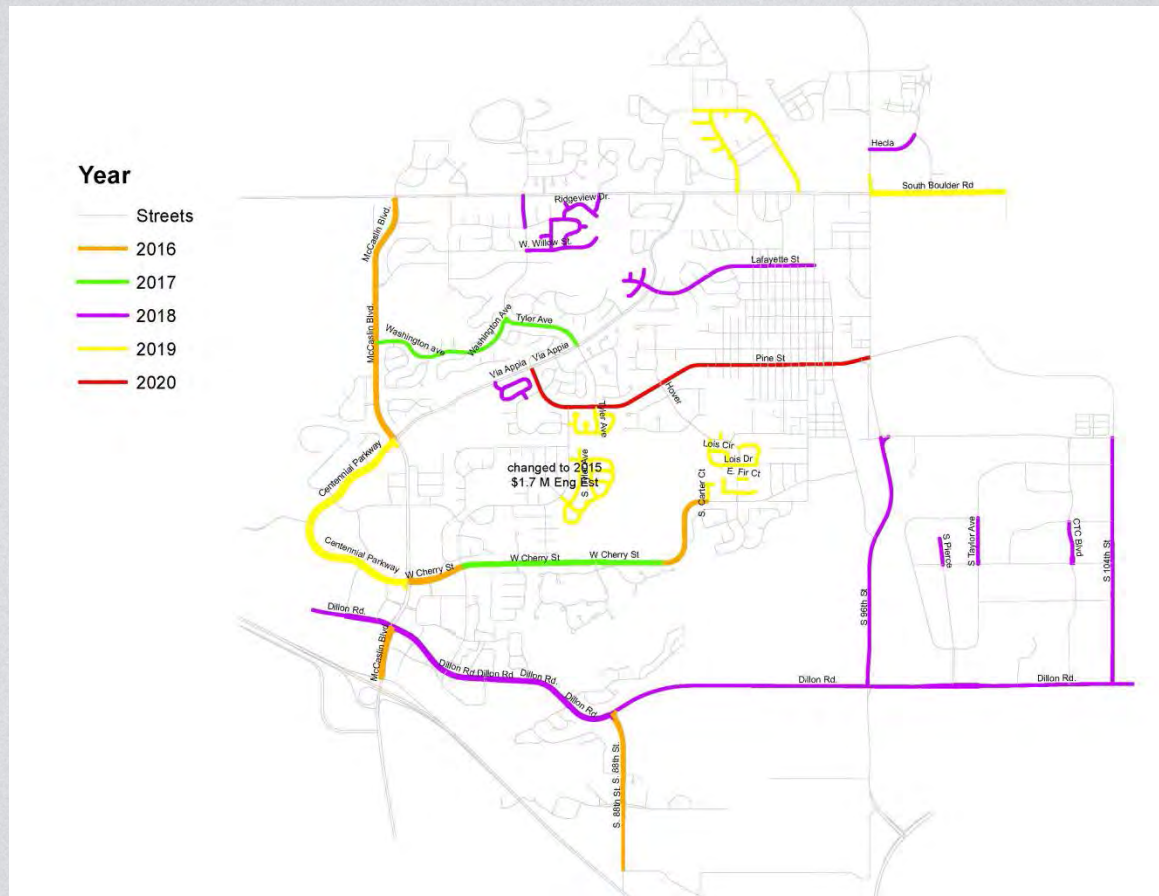 Year
Streets
2016
2017
2018
2019
2020
Hecla
South Boulder Rd
Ridgeview Dr.
McCaslin Blvd.
W. Willow St.
Lafayette St
McCaslin Blvd.
Washington ave
Washington Ave
Tyler Ave
Via Appia
Via Appia
Pine St
Hover
Tyler Ave
Centennial Parkway
Lois Cir
Lois Dr
E. Fir Ct
changed to 2015
$1.7 M Eng Est
S. Carter Ct
Centennial Parkway
W Cherry St
W Cherry St
W Cherry St
S 96th St
S Pierce
S Taylor Ave
CTC Blvd
S 104th St
Dillon Rd.
McCaslin Blvd.
Dillon Rd.
Dillon Rd.
Dillon Rd.
Dillon Rd.
Dillon Rd.
Dillon Rd.
S. 88th St.
S. 88th St.